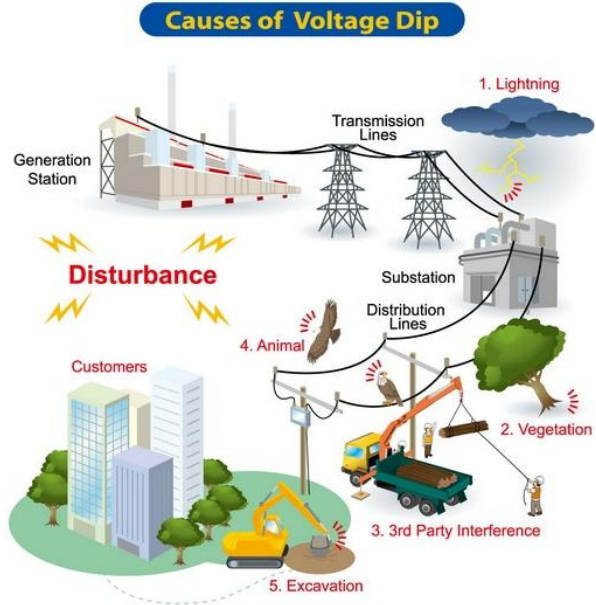 Causes of Voltage Dip
1. Lightning
Transmission
Lines
Generation
Station
Disturbance
Substation
Distribution
Lines
4. Animal
Customers
2. Vegetation
3. 3rd Party Interference
5. Excavation